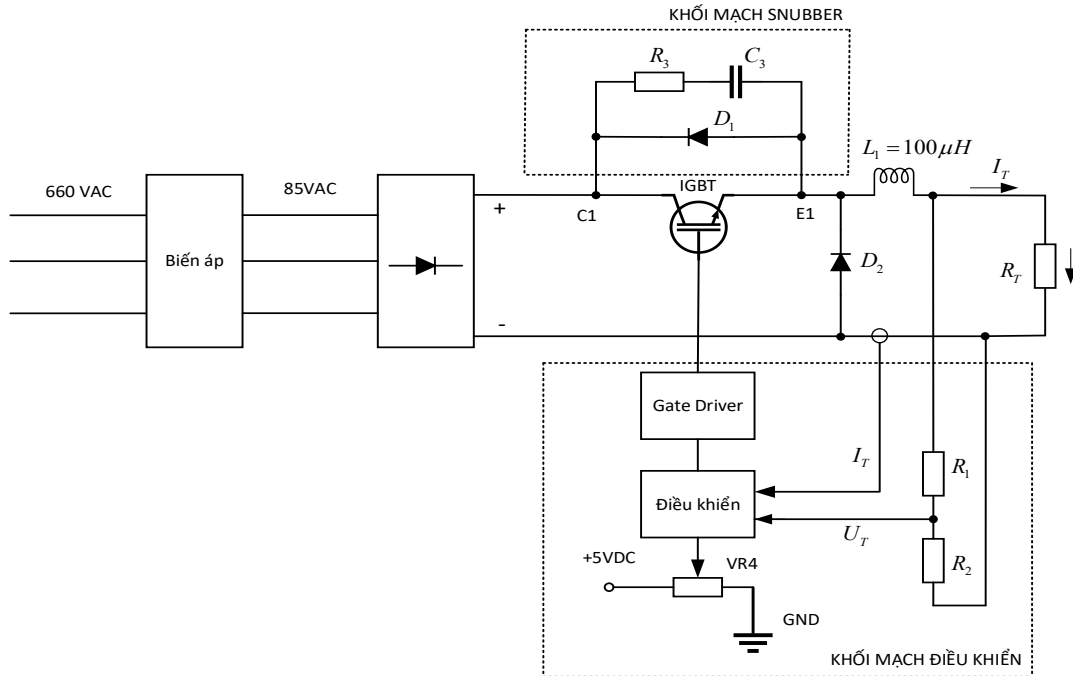 KHỐI MẠCH SNUBBER
R3
C3
D1
L1 = 100μH
IT
660 VAC
85VAC
IGBT
+
C1
E1
Biến áp
D2
RT
-
Gate Driver
IT
R1
Điều khiển
UT
+5VDC
VR4
R2
GND
KHỐI MẠCH ĐIỀU KHIỂN